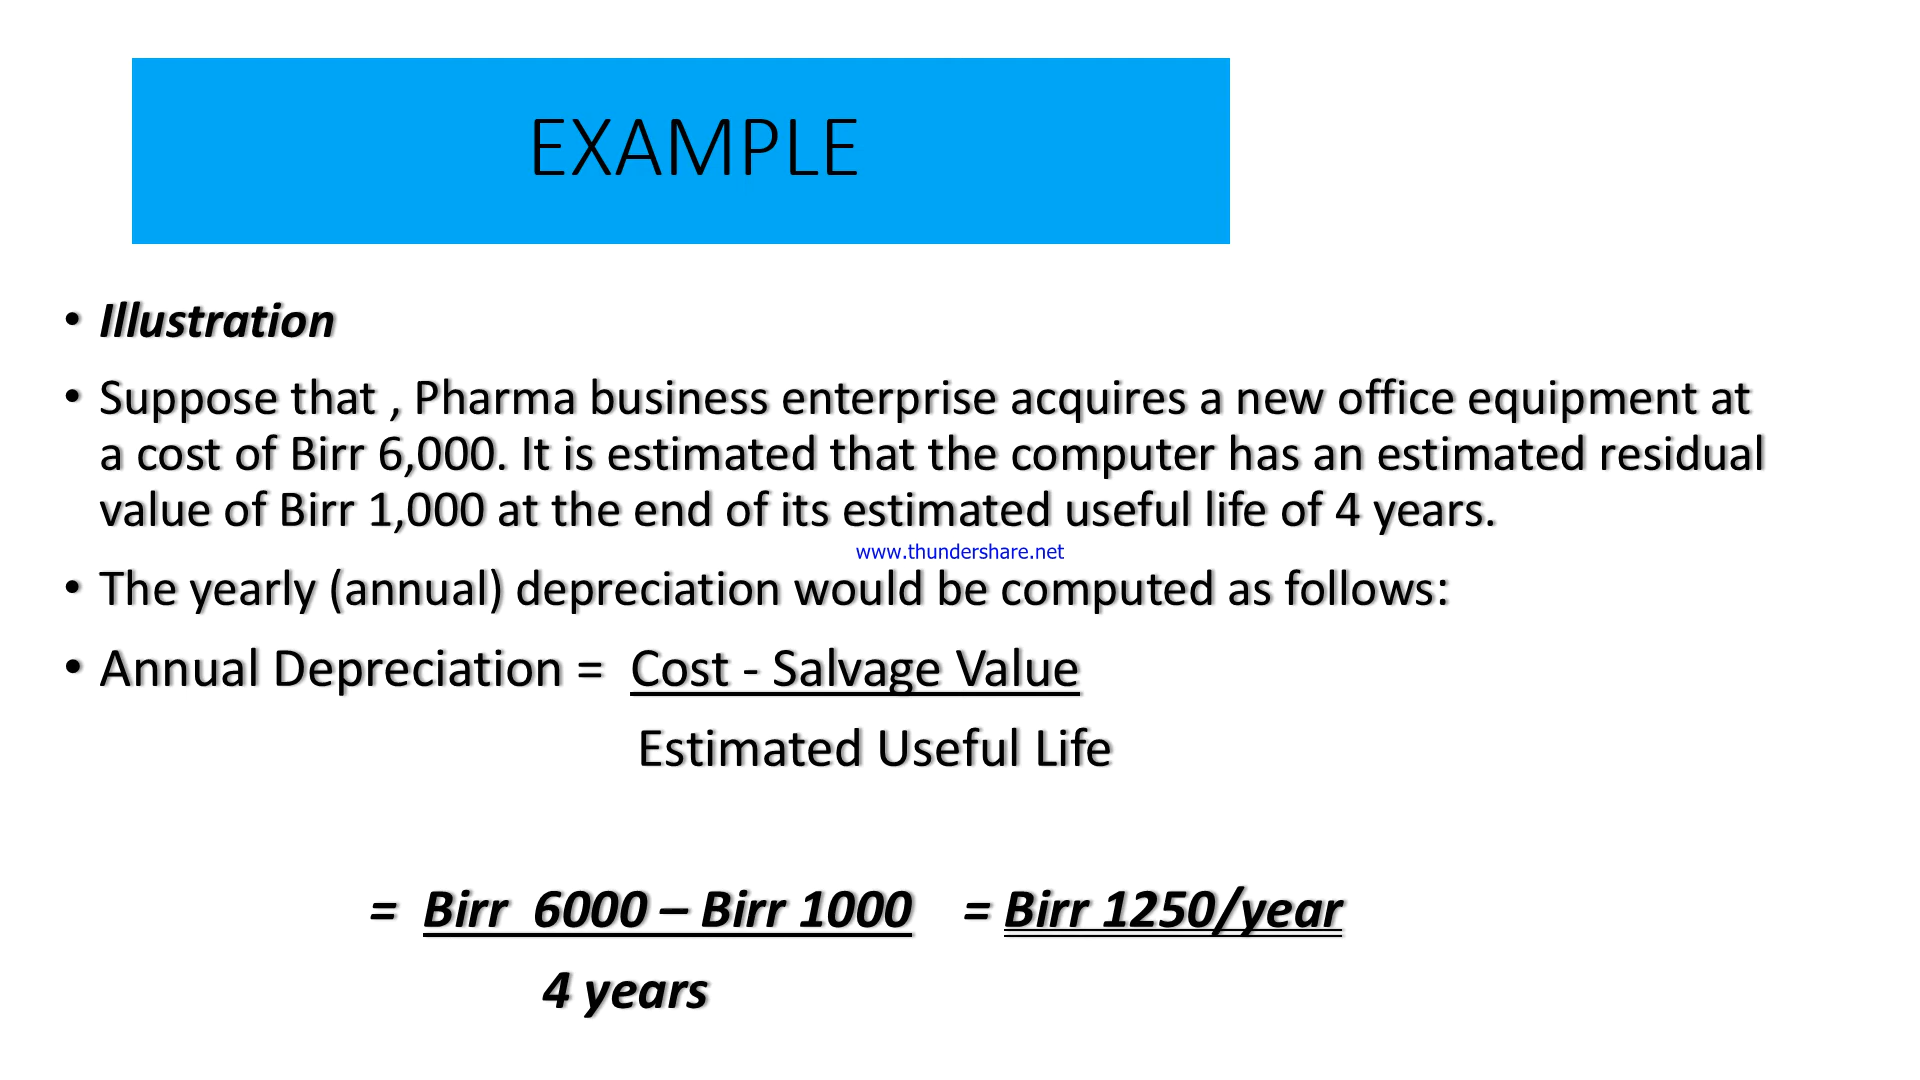 EXAMPLE
• Illustration
• Suppose that , Pharma business enterprise acquires a new office equipment at
a cost of Birr 6,000. It is estimated that the computer has an estimated residual
value of Birr 1,000 at the end of its estimated useful life of 4 years.
www.thundershare.net
• The yearly (annual) depreciation would be computed as follows:
• Annual Depreciation = Cost - Salvage Value
Estimated Useful Life
= Birr 6000 – Birr 1000 = Birr 1250/year
4 years